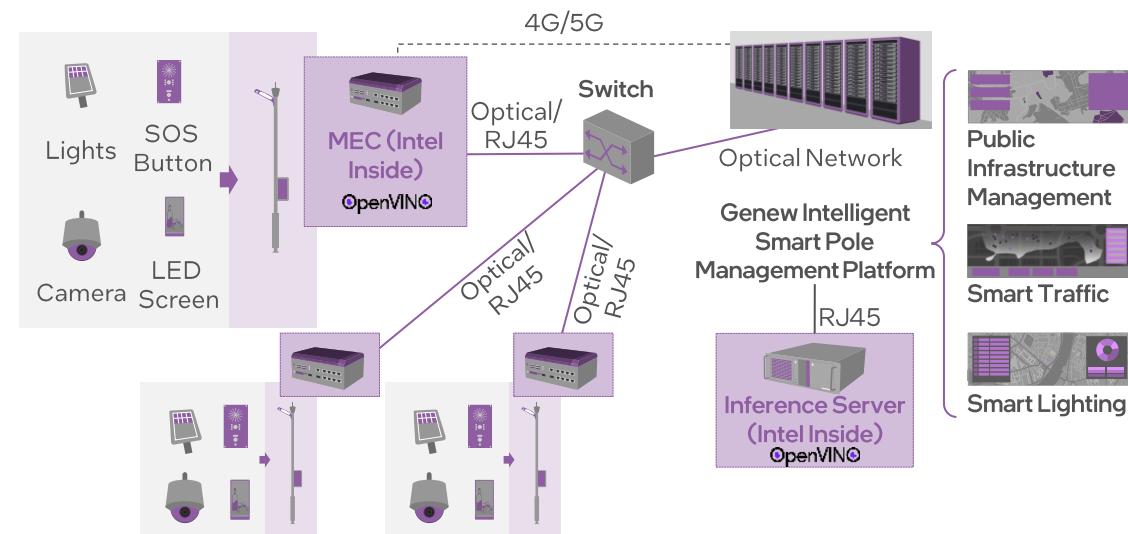 4G/5G
Lights
SOS
Button
Camera
LED
Screen
MEC (Intel
Inside)
OpenVINO
Optical/
RJ45
Switch
Optical Network
Optical/
RJ45
Optical/
RJ45
Genew Intelligent
Smart Pole
Management Platform
RJ45
Inference Server
(Intel Inside)
OpenVINO
Public
Infrastructure
Management
Smart Traffic
Smart Lighting